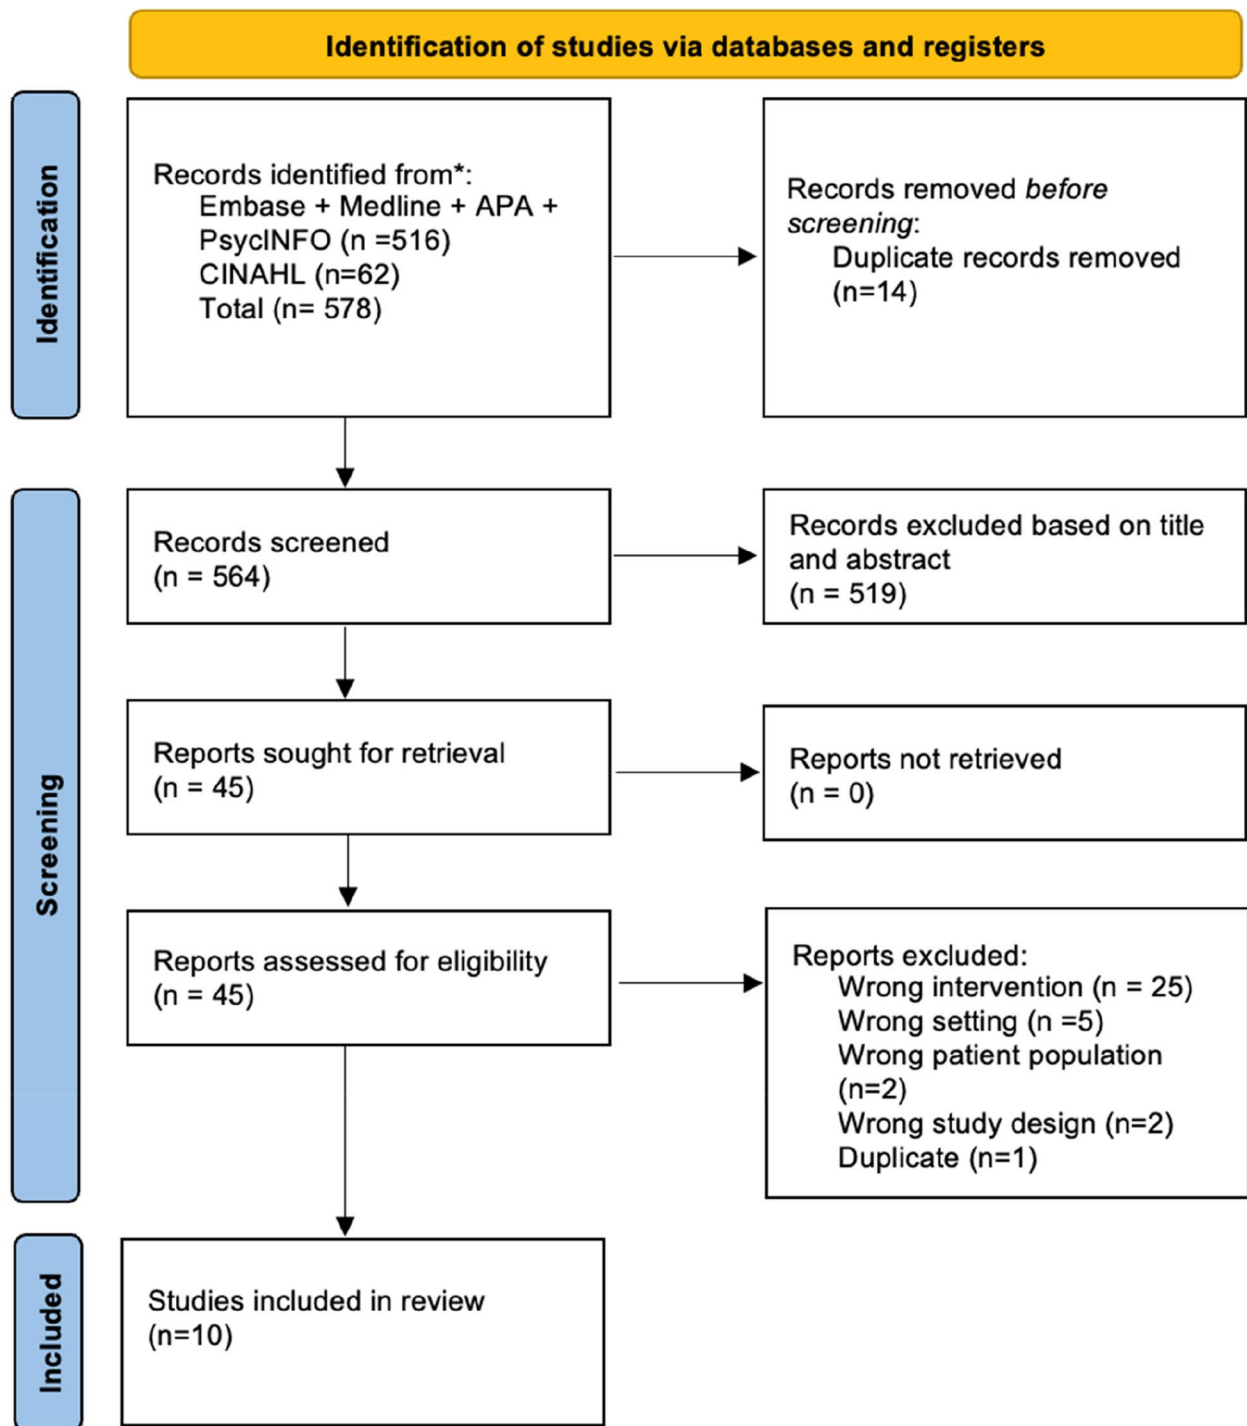 Identification of studies via databases and registers
Identification
Records identified from*:
Embase + Medline + APA +
PsycINFO (n =516)
CINAHL (n=62)
Total (n= 578)
Records removed before
screening:
Duplicate records removed
(n=14)
Screening
Records screened
(n = 564)
Records excluded based on title
and abstract
(n = 519)
Reports sought for retrieval
(n = 45)
Reports not retrieved
(n = 0)
Reports assessed for eligibility
(n = 45)
Reports excluded:
Wrong intervention (n = 25)
Wrong setting (n =5)
Wrong patient population
(n=2)
Wrong study design (n=2)
Duplicate (n=1)
Included
Studies included in review
(n=10)